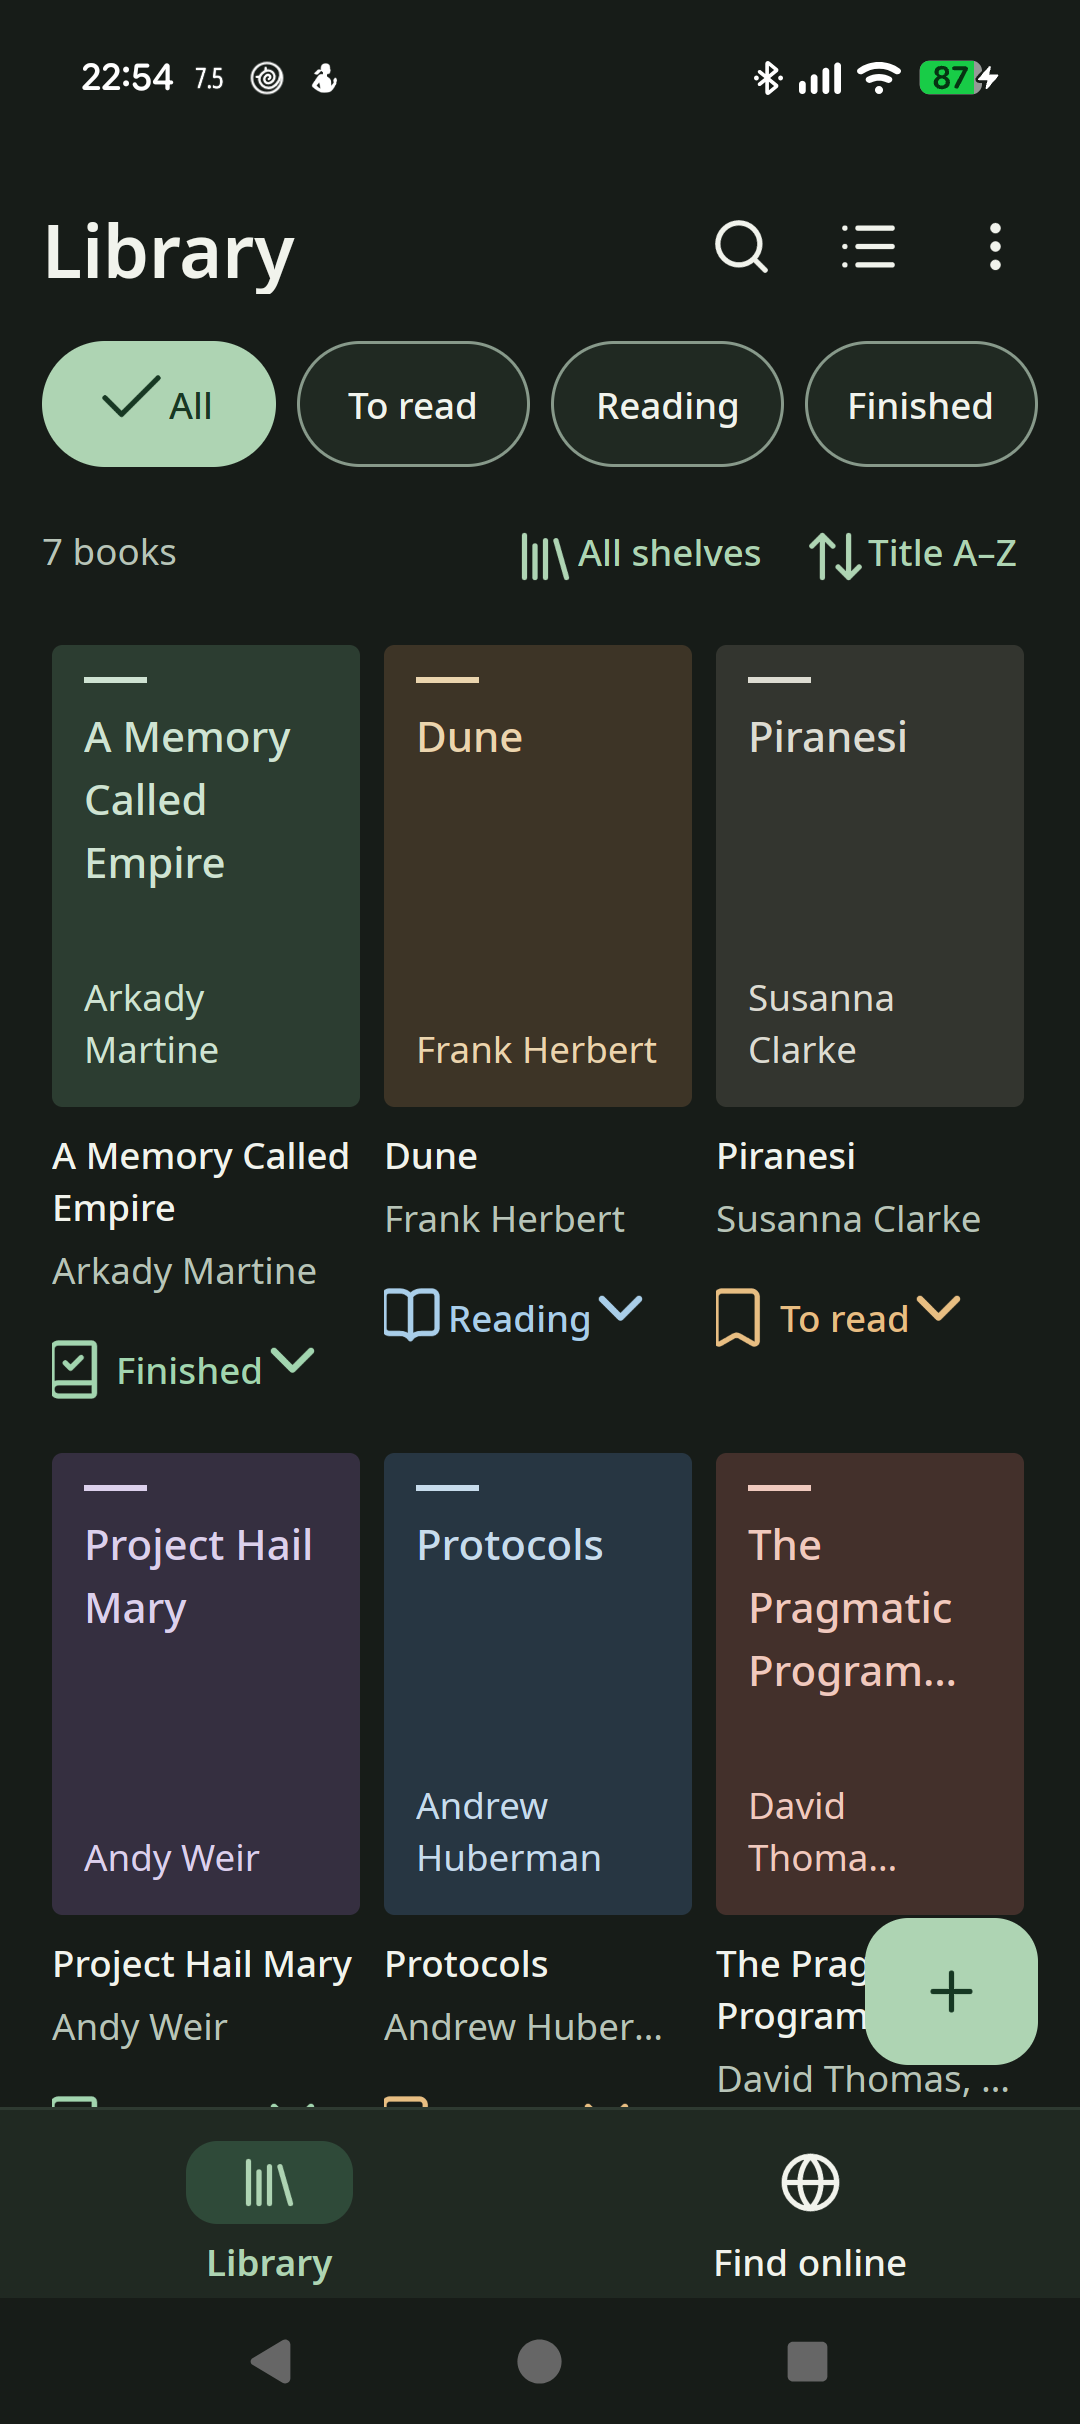 22:54 7.5 87
Library
All To read Reading Finished
7 books All shelves Title A–Z
A Memory
Called
Empire
Arkady
Martine
Dune
Frank Herbert
Piranesi
Susanna
Clarke
A Memory Called
Empire
Arkady Martine
Finished
Dune
Frank Herbert
Reading
Piranesi
Susanna Clarke
To read
Project Hail
Mary
Andy Weir
Protocols
Andrew
Huberman
The
Pragmatic
Program...
David
Thoma...
Project Hail Mary
Andy Weir
Protocols
Andrew Huber...
The Prag
Program
David Thomas, ...
Library
Find online